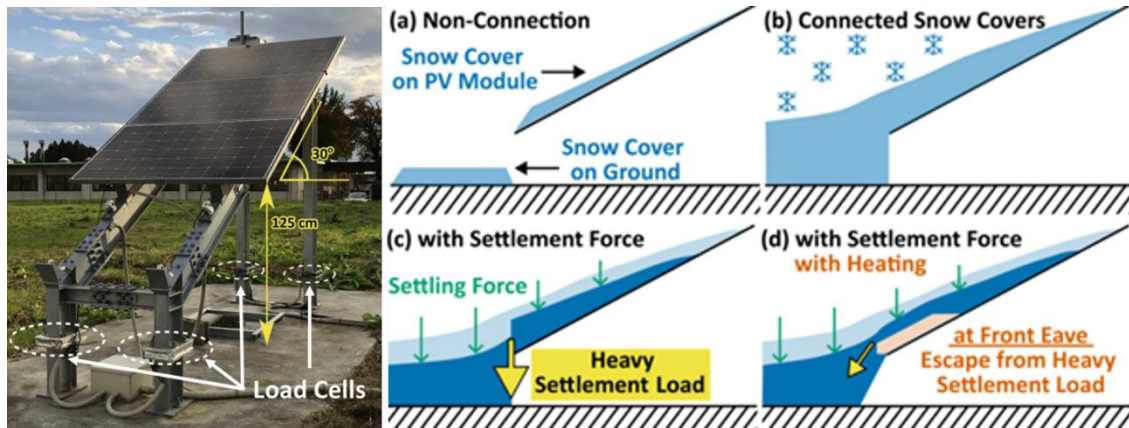 30°
125 cm
Load Cells
(a) Non-Connection
Snow Cover
on PV Module
Snow Cover
on Ground
(b) Connected Snow Covers
(c) with Settlement Force
Settling Force
Heavy
Settlement Load
(d) with Settlement Force
with Heating
at Front Eave
Escape from Heavy
Settlement Load